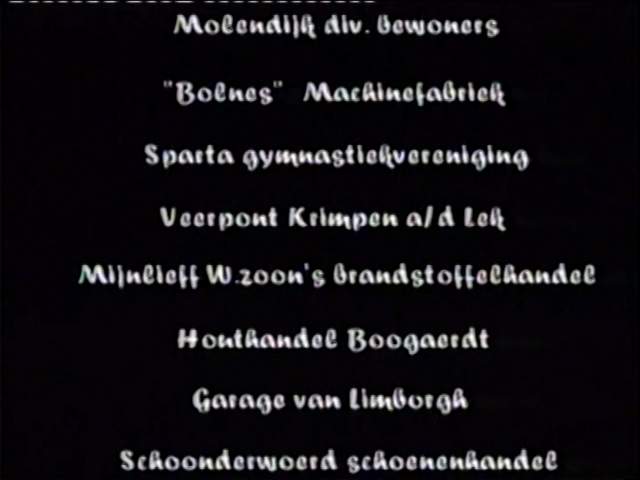 Molendijk div. bewoners
"Bolnes" Machinefabriek
Sparta gymnastiekvereniging
Veerpont Krimpen a/d Lek
Mijnlieff W.zoon's brandstoffelhandel
Houthandel Boogaerdt
Garage van Limborgh
Schoonderwoerd schoenenhandel